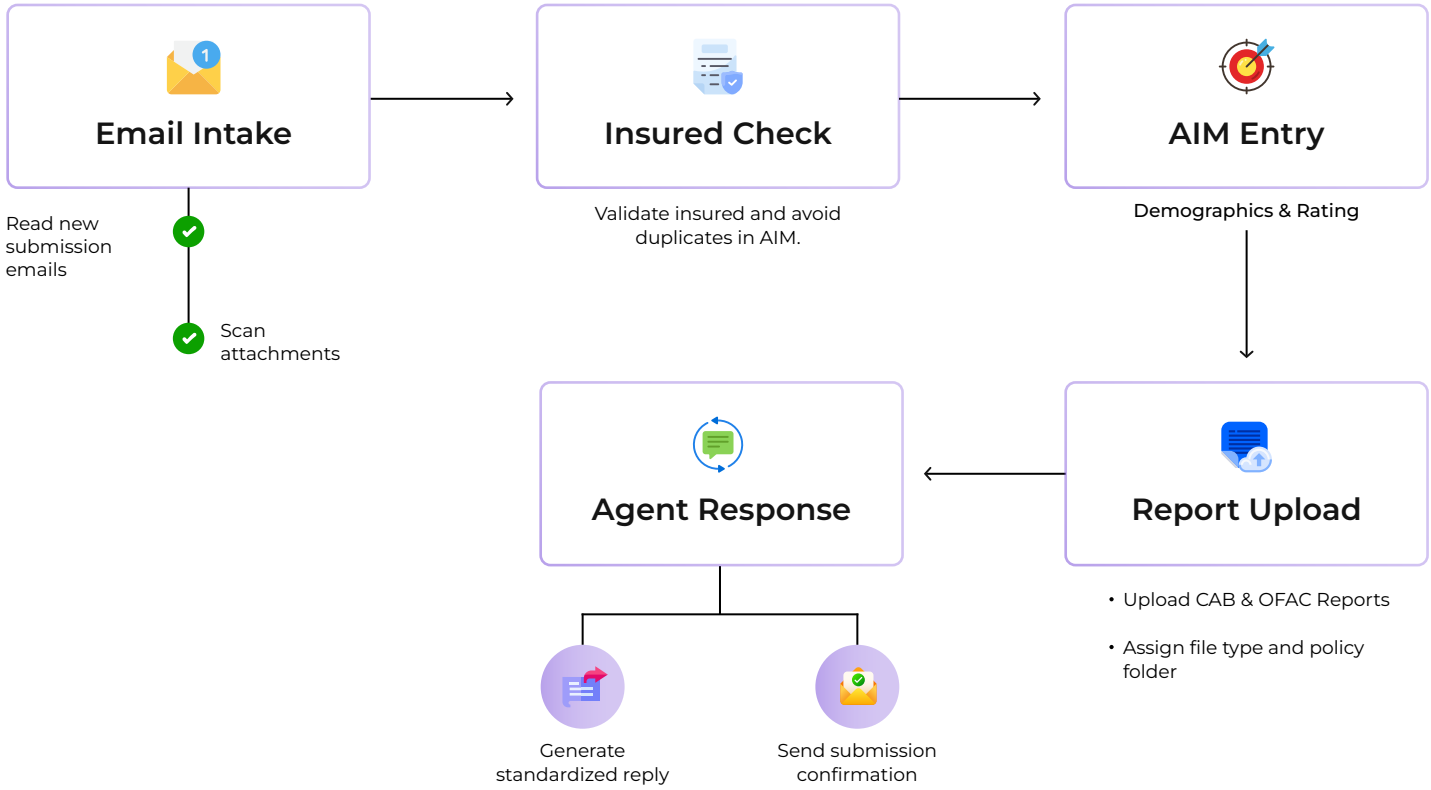 1
Email Intake
Insured Check
AIM Entry
Read new
submission
emails
Scan
attachments
Validate insured and avoid
duplicates in AIM.
Demographics & Rating
Agent Response
Report Upload
• Upload CAB & OFAC Reports
• Assign file type and policy
folder
Generate
standardized reply
Send submission
confirmation